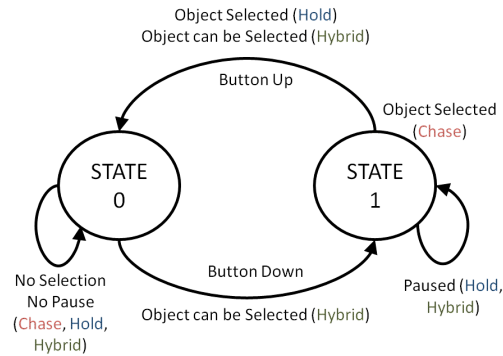 Object Selected (Hold)
Object can be Selected (Hybrid)
Button Up
Object Selected
(Chase)
STATE
0
STATE
1
Button Down
No Selection
No Pause
(Chase, Hold,
Hybrid)
Object can be Selected (Hybrid)
Paused (Hold,
Hybrid)